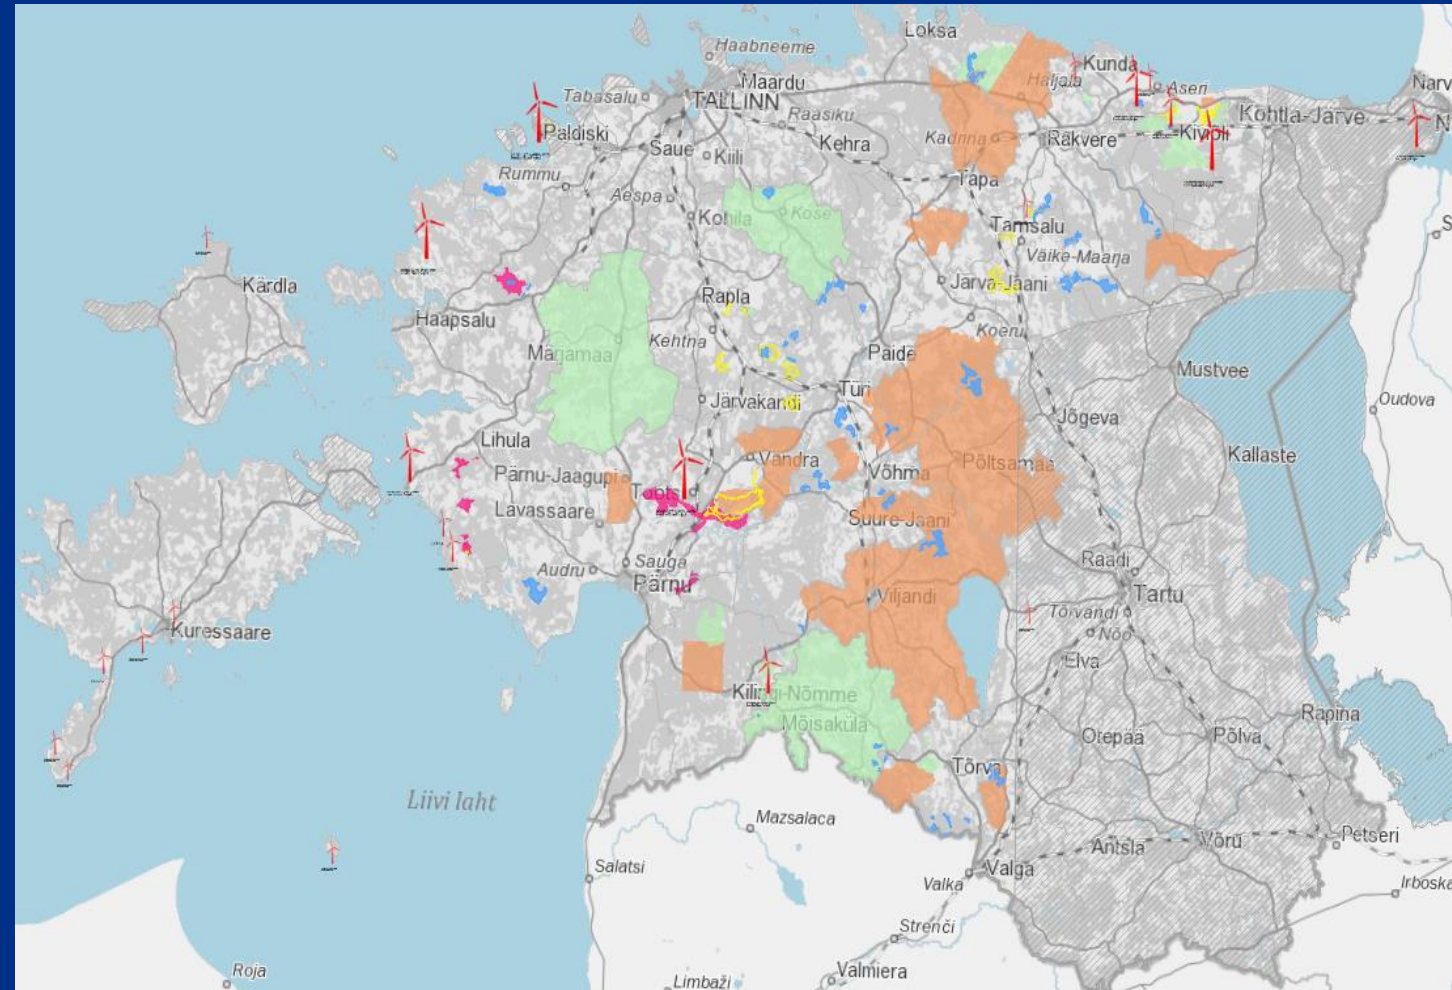 Loksa
Haabneeme
Maardu
Kunda
Tabasalu
TALLINN
Haljala
Aseri
Narv
Paldiski
Raasiku
Kohtla-Järve
N
Saue
Kiili
Kehra
Kadrina
Rakvere
Kiviõli
Rummu
Aespa
Tapa
Kohila
Kose
Tamsalu
Väike-Maarja
Kärdla
Rapla
Järva-Jaani
Haapsalu
Kehtna
Koeru
Märjamaa
Paide
Mustvee
Türi
Järvakandi
Oudova
Jõgeva
Lihula
Kallaste
Pärnu-Jaagupi
Vändra
Võhma
Põltsamaa
Tootsi
Lavassaare
Suure-Jaani
Audru
Sauga
Raadi
Pärnu
Viljandi
Tartu
Tõrvandi
Kuressaare
Nõo
Elva
Kilingi-Nõmme
Mõisaküla
Räpina
Otepää
Põlva
Tõrva
Liivi laht
Mazsalaca
Petseri
Antsla
Võru
Salatsi
Valga
Valka
Irboska
Strenči
Roja
Limbaži
Valmiera